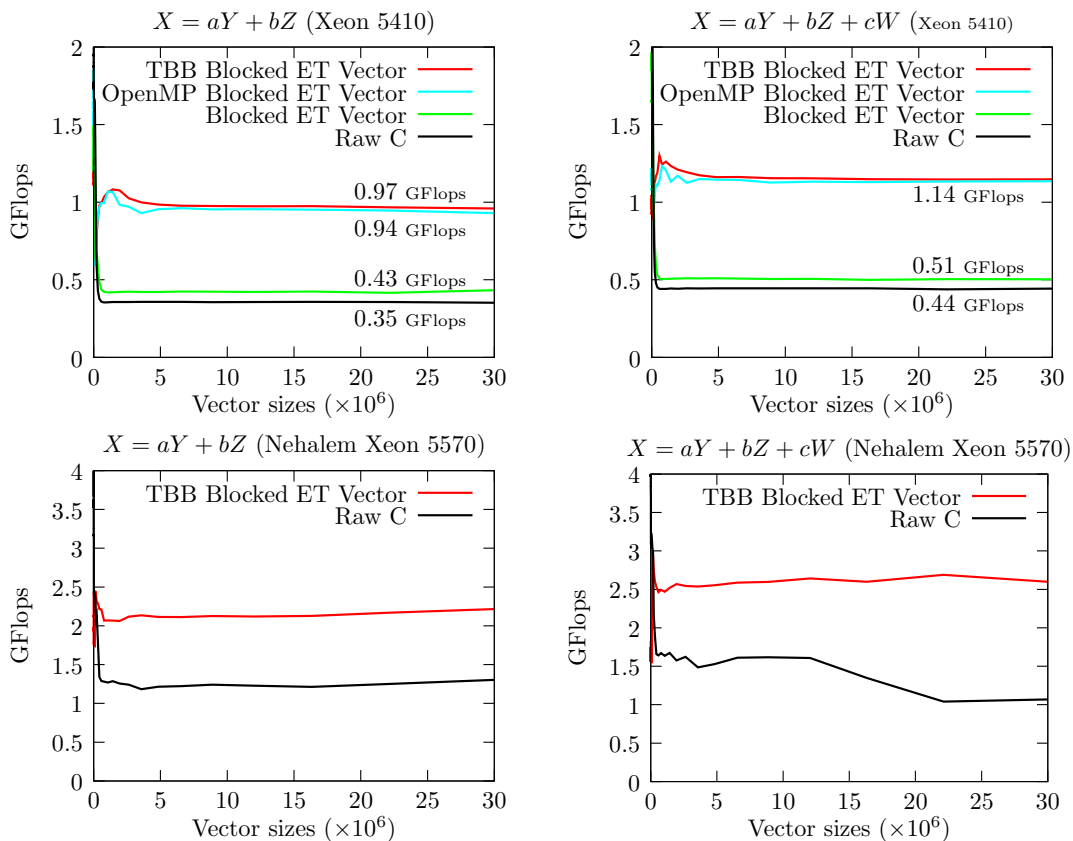 X = aY + bZ (Xeon 5410)
2
1.5
1
0.5
0
GFlops
TBB Blocked ET Vector
OpenMP Blocked ET Vector
Blocked ET Vector
Raw C
0.97 GFlops
0.94 GFlops
0.43 GFlops
0.35 GFlops
0 5 10 15 20 25 30
Vector sizes (×10⁶)
X = aY + bZ + cW (Xeon 5410)
2
1.5
1
0.5
0
GFlops
TBB Blocked ET Vector
OpenMP Blocked ET Vector
Blocked ET Vector
Raw C
1.14 GFlops
0.51 GFlops
0.44 GFlops
0 5 10 15 20 25 30
Vector sizes (×10⁶)
X = aY + bZ (Nehalem Xeon 5570)
4
3.5
3
2.5
2
1.5
1
0.5
0
GFlops
TBB Blocked ET Vector
Raw C
0 5 10 15 20 25 30
Vector sizes (×10⁶)
X = aY + bZ + cW (Nehalem Xeon 5570)
4
3.5
3
2.5
2
1.5
1
0.5
0
GFlops
TBB Blocked ET Vector
Raw C
0 5 10 15 20 25 30
Vector sizes (×10⁶)